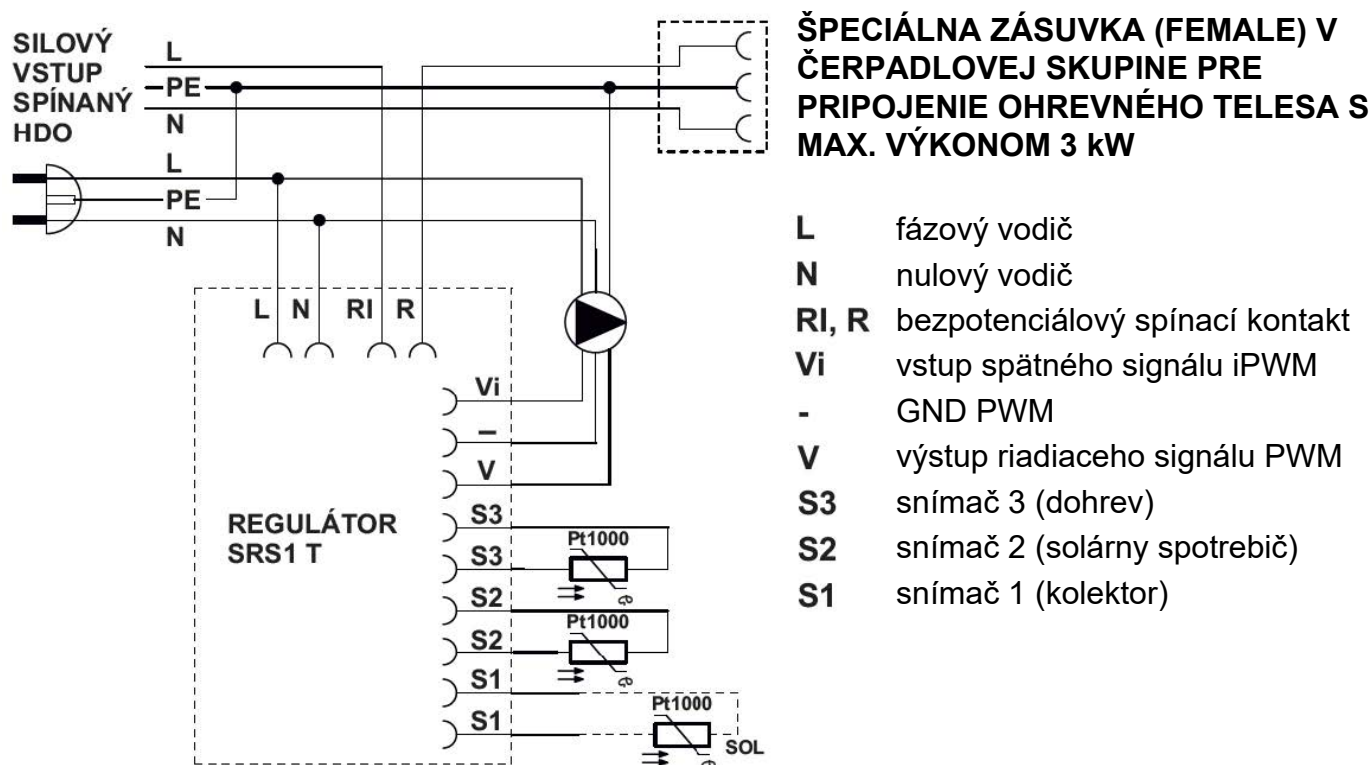 SILOVÝ
VSTUP
SPÍNANÝ
HDO
L
PE
N
L
PE
N
ŠPECIÁLNA ZÁSUVKA (FEMALE) V
ČERPADLOVEJ SKUPINE PRE
PRIPOJENIE OHREVNÉHO TELESA S
MAX. VÝKONOM 3 kW
L fázový vodič
N nulový vodič
RI, R bezpotenciálový spínací kontakt
Vi vstup spätného signálu iPWM
- GND PWM
V výstup riadiaceho signálu PWM
S3 snímač 3 (dohrev)
S2 snímač 2 (solárny spotrebič)
S1 snímač 1 (kolektor)
L N RI R
Vi
–
V
REGULÁTOR
SRS1 T
S3
Pt1000
S3
S2
Pt1000
S2
S1
Pt1000
S1
SOL